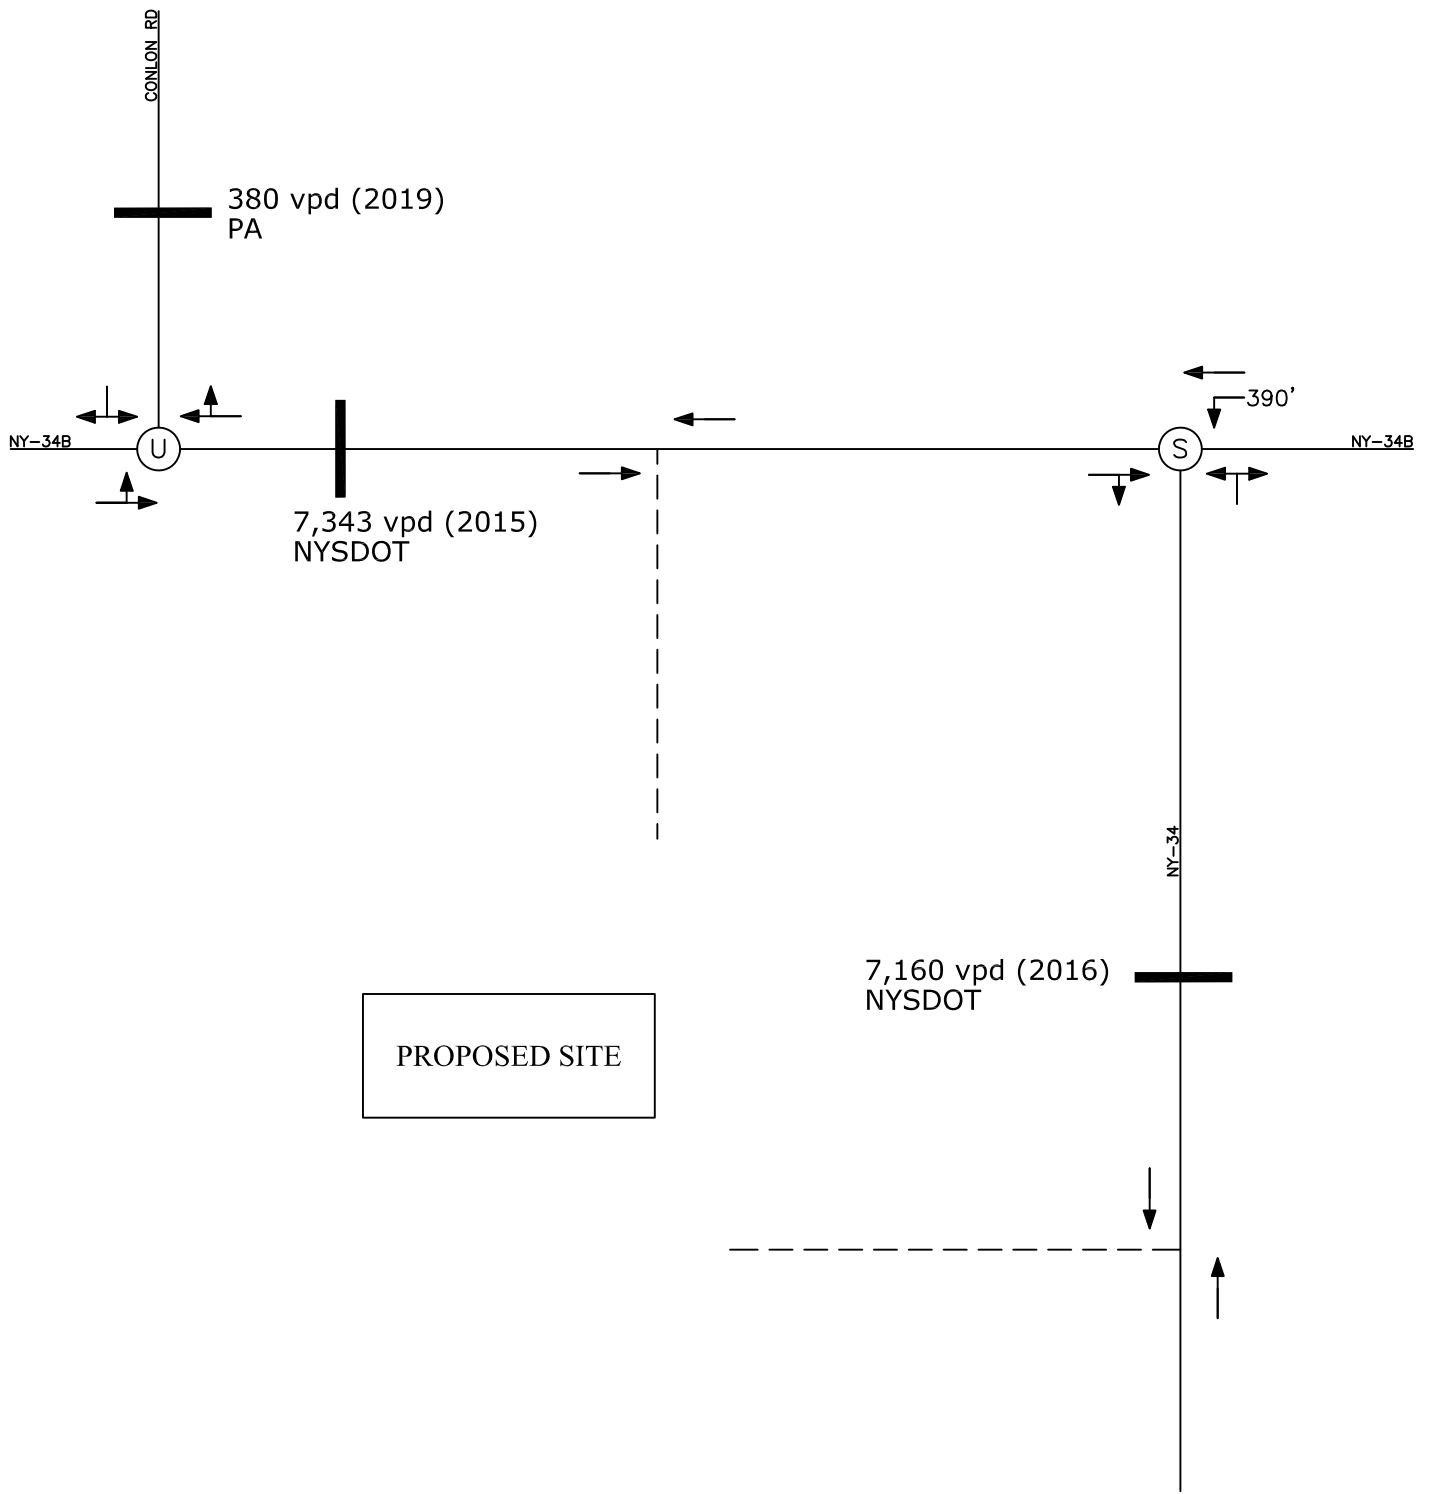 CONLON RD
380 vpd (2019)
PA
390'
NY-34B
U
S
NY-34B
7,343 vpd (2015)
NYSDOT
NY-34
7,160 vpd (2016)
NYSDOT
PROPOSED SITE